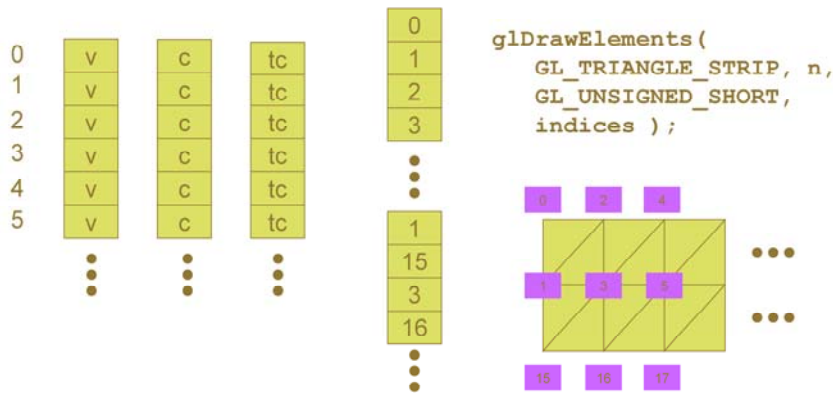 0 v c tc
1 v c tc
2 v c tc
3 v c tc
4 v c tc
5 v c tc
0
1
2
3
1
15
3
16
glDrawElements(
GL_TRIANGLE_STRIP, n,
GL_UNSIGNED_SHORT,
indices );
0 2 4
1 3 5
15 16 17